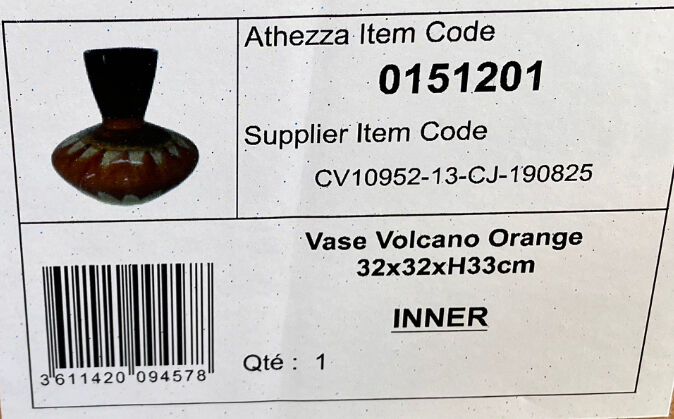 Athezza Item Code
0151201
Supplier Item Code
CV10952-13-CJ-190825
Vase Volcano Orange
32x32xH33cm
INNER
Qté : 1
3 611420 094578